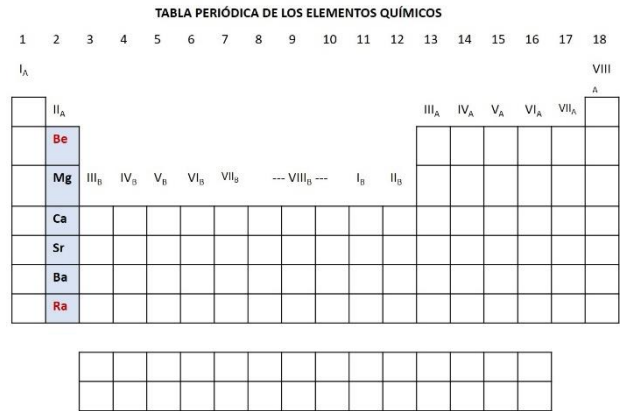 TABLA PERIÓDICA DE LOS ELEMENTOS QUÍMICOS
1 2 3 4 5 6 7 8 9 10 11 12 13 14 15 16 17 18
IA VIII
A
IIA IIIA IVA VA VIA VIIA
Be
Mg IIIB IVB VB VIB VIIB --- VIIIB --- IB IIB
Ca
Sr
Ba
Ra